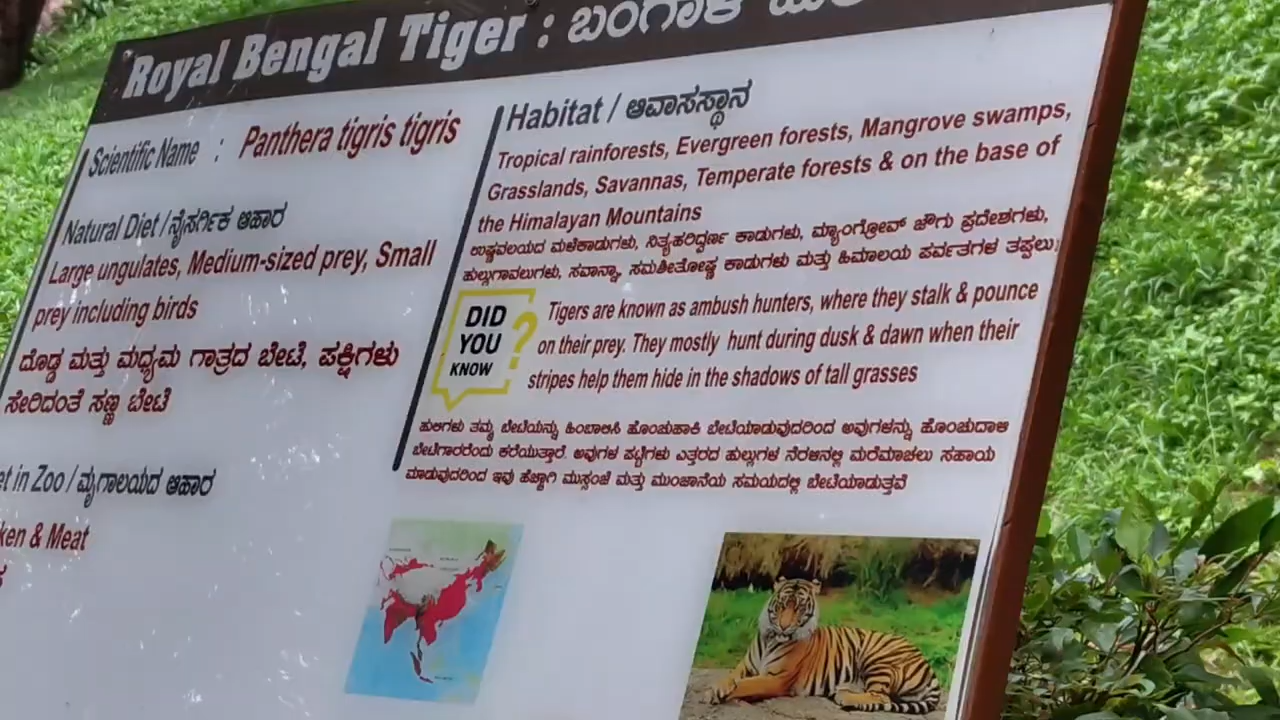 Royal Bengal Tiger : ಬಂಗಾಳ
Scientific Name : Panthera tigris tigris
Natural Diet / ನೈಸರ್ಗಿಕ ಆಹಾರ
Large ungulates, Medium-sized prey, Small
prey including birds
ದೊಡ್ಡ ಮತ್ತು ಮಧ್ಯಮ ಗಾತ್ರದ ಬೇಟೆ, ಪಕ್ಷಿಗಳು
ಸೇರಿದಂತೆ ಸಣ್ಣ ಬೇಟೆ
in Zoo / ಮೃಗಾಲಯದ ಆಹಾರ
& Meat
Habitat / ಆವಾಸಸ್ಥಾನ
Tropical rainforests, Evergreen forests, Mangrove swamps,
Grasslands, Savannas, Temperate forests & on the base of
the Himalayan Mountains
ಉಷ್ಣವಲಯದ ಮಳೆಕಾಡುಗಳು, ನಿತ್ಯಹರಿದ್ವರ್ಣ ಕಾಡುಗಳು, ಮ್ಯಾಂಗ್ರೋವ್ ಜೌಗು ಪ್ರದೇಶಗಳು,
ಹುಲ್ಲುಗಾವಲುಗಳು, ಸವಾನ್ನಾ, ಸಮಶೀತೋಷ್ಣ ಕಾಡುಗಳು ಮತ್ತು ಹಿಮಾಲಯ ಪರ್ವತಗಳ ತಪ್ಪಲು
DID
YOU
KNOW ?
Tigers are known as ambush hunters, where they stalk & pounce
on their prey. They mostly hunt during dusk & dawn when their
stripes help them hide in the shadows of tall grasses
ಹುಲಿಗಳು ತಮ್ಮ ಬೇಟೆಯನ್ನು ಹಿಂಬಾಲಿಸಿ ಹೊಂಚುಹಾಕಿ ಬೇಟೆಯಾಡುವುದರಿಂದ ಅವುಗಳನ್ನು ಹೊಂಚುದಾಳಿ
ಬೇಟೆಗಾರರೆಂದು ಕರೆಯುತ್ತಾರೆ. ಅವುಗಳ ಪಟ್ಟೆಗಳು ಎತ್ತರದ ಹುಲ್ಲುಗಳ ನೆರಳಿನಲ್ಲಿ ಮರೆಮಾಚಲು ಸಹಾಯ
ಮಾಡುವುದರಿಂದ ಇವು ಹೆಚ್ಚಾಗಿ ಮುಸ್ಸಂಜೆ ಮತ್ತು ಮುಂಜಾನೆಯ ಸಮಯದಲ್ಲಿ ಬೇಟೆಯಾಡುತ್ತವೆ